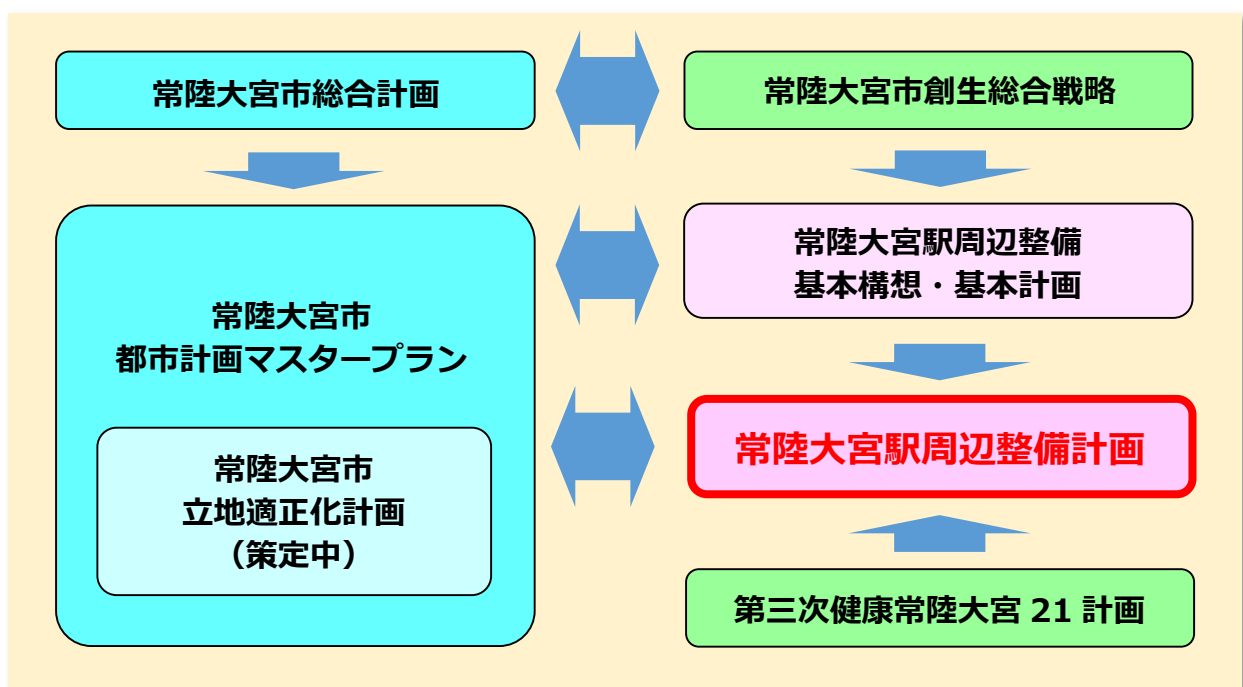 常陸大宮市総合計画
常陸大宮市創生総合戦略
常陸大宮市
都市計画マスタープラン
常陸大宮市
立地適正化計画
（策定中）
常陸大宮駅周辺整備
基本構想・基本計画
常陸大宮駅周辺整備計画
第三次健康常陸大宮 21 計画